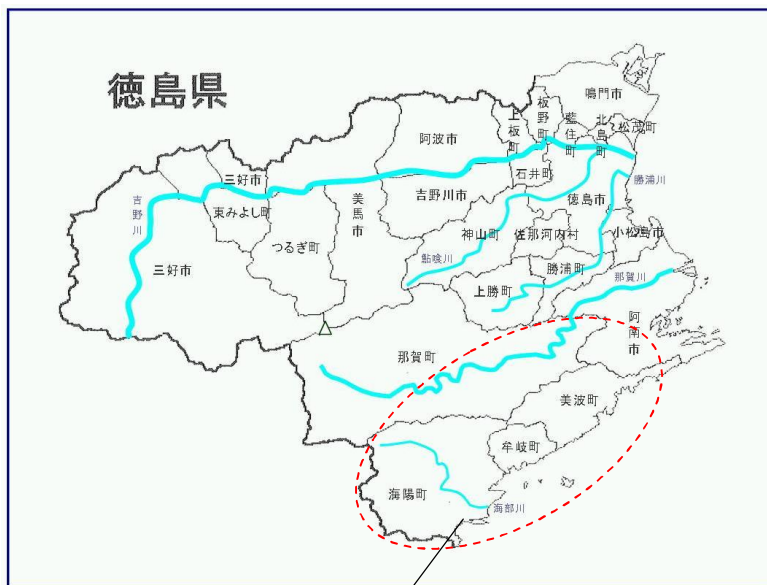 徳島県
鳴門市
板野町
上板町
藍住町
北島町
松茂町
阿波市
石井町
三好市
東みよし町
吉野川
美馬市
吉野川市
徳島市
勝浦川
つるぎ町
神山町
佐那河内村
小松島市
鮎喰川
三好市
勝浦町
上勝町
那賀川
阿南市
那賀町
美波町
牟岐町
海陽町
海部川